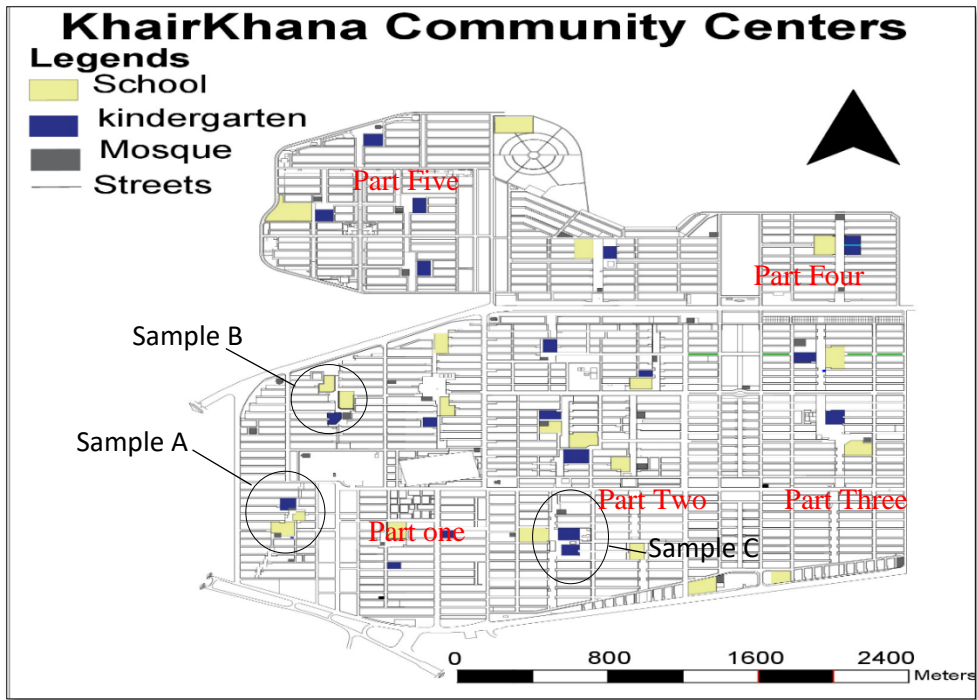 KhairKhana Community Centers
Legends
School
kindergarten
Mosque
Streets
Part Five
Part Four
Sample B
Sample A
Part one
Part Two
Part Three
Sample C
0 800 1600 2400
Meters